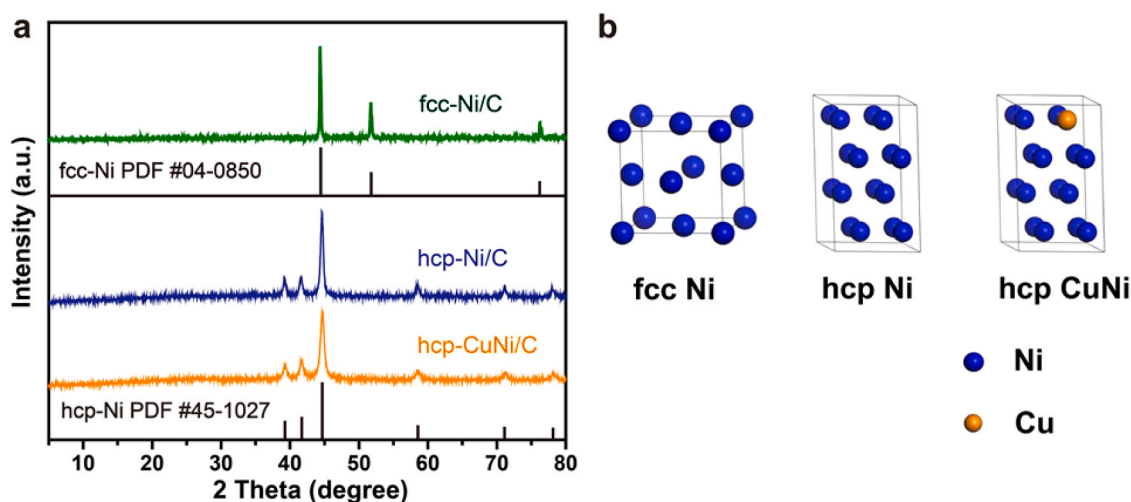 a
Intensity (a.u.)
fcc-Ni/C
fcc-Ni PDF #04-0850
hcp-Ni/C
hcp-CuNi/C
hcp-Ni PDF #45-1027
10 20 30 40 50 60 70 80
2 Theta (degree)
b
fcc Ni hcp Ni hcp CuNi
Ni
Cu